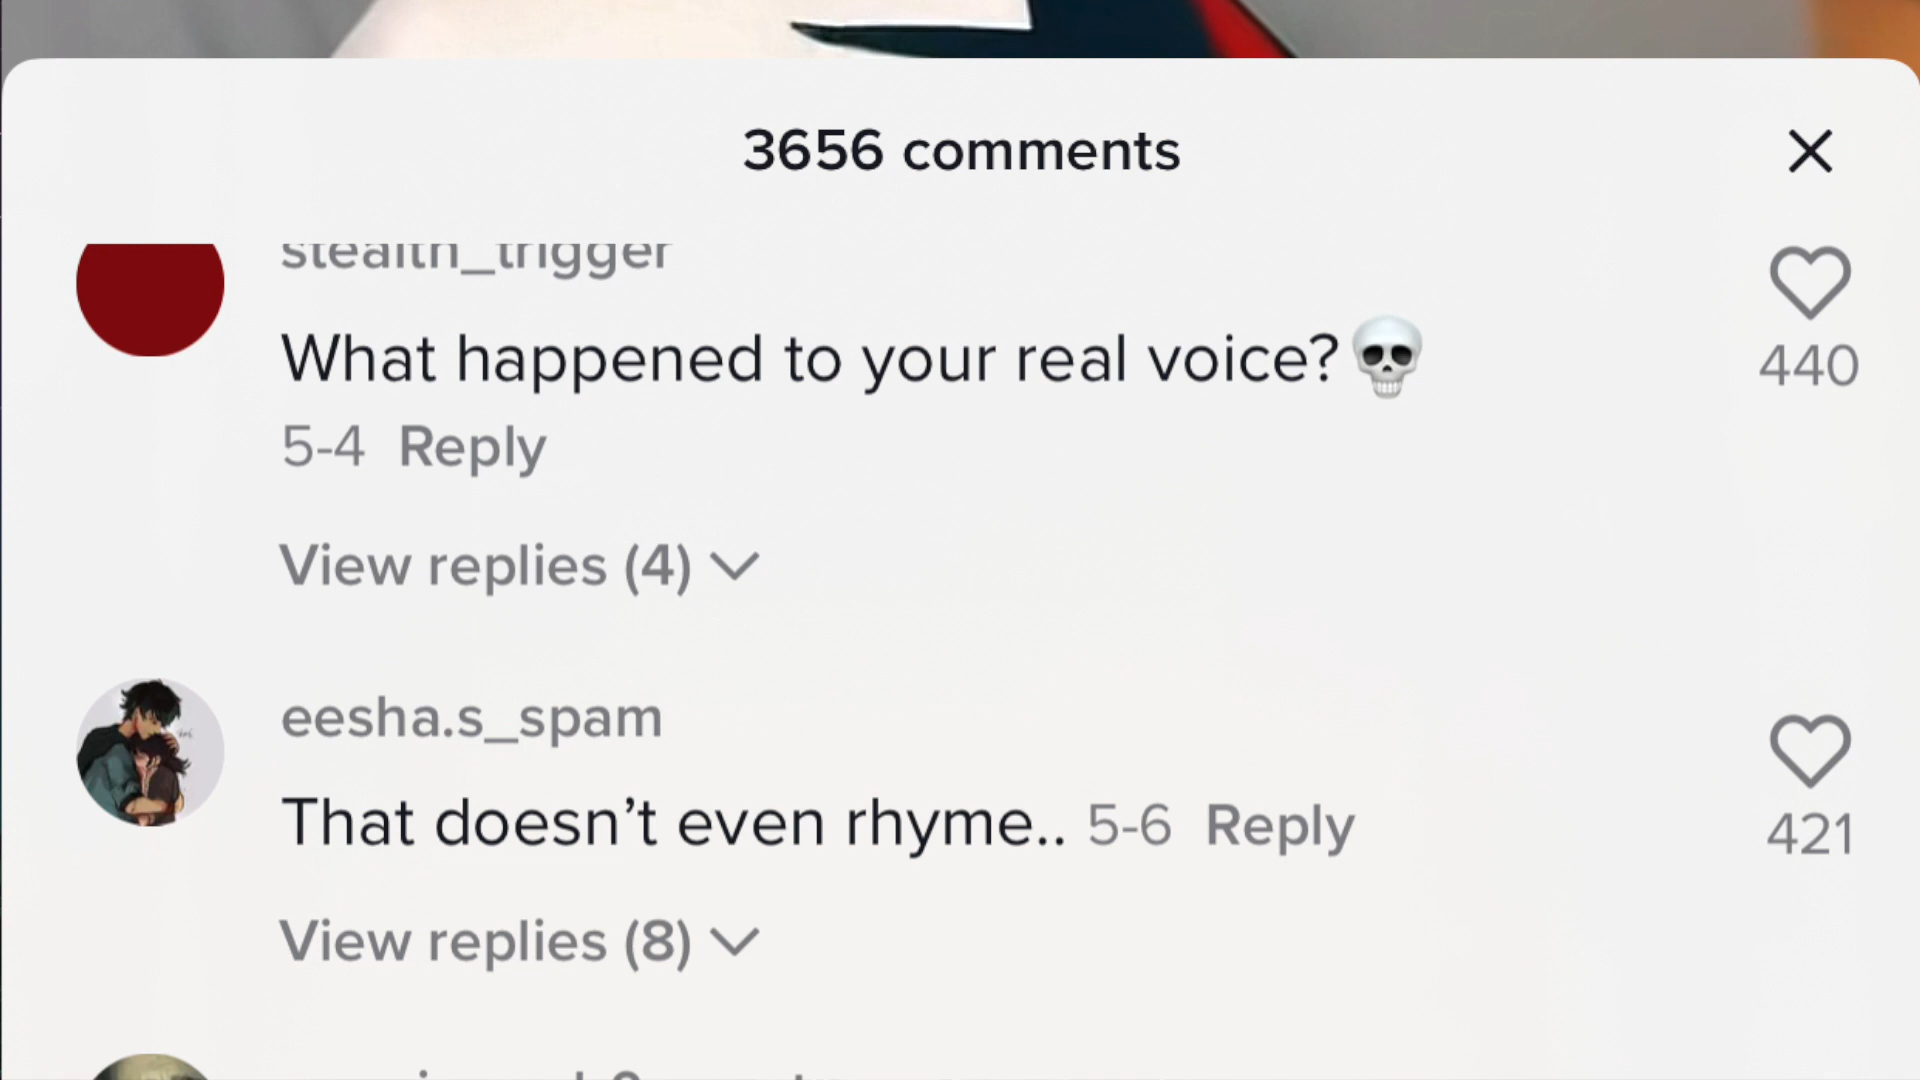 3656 comments
stealth_trigger
What happened to your real voice?💀
440
5-4 Reply
View replies (4)
eesha.s_spam
That doesn’t even rhyme.. 5-6 Reply
421
View replies (8)